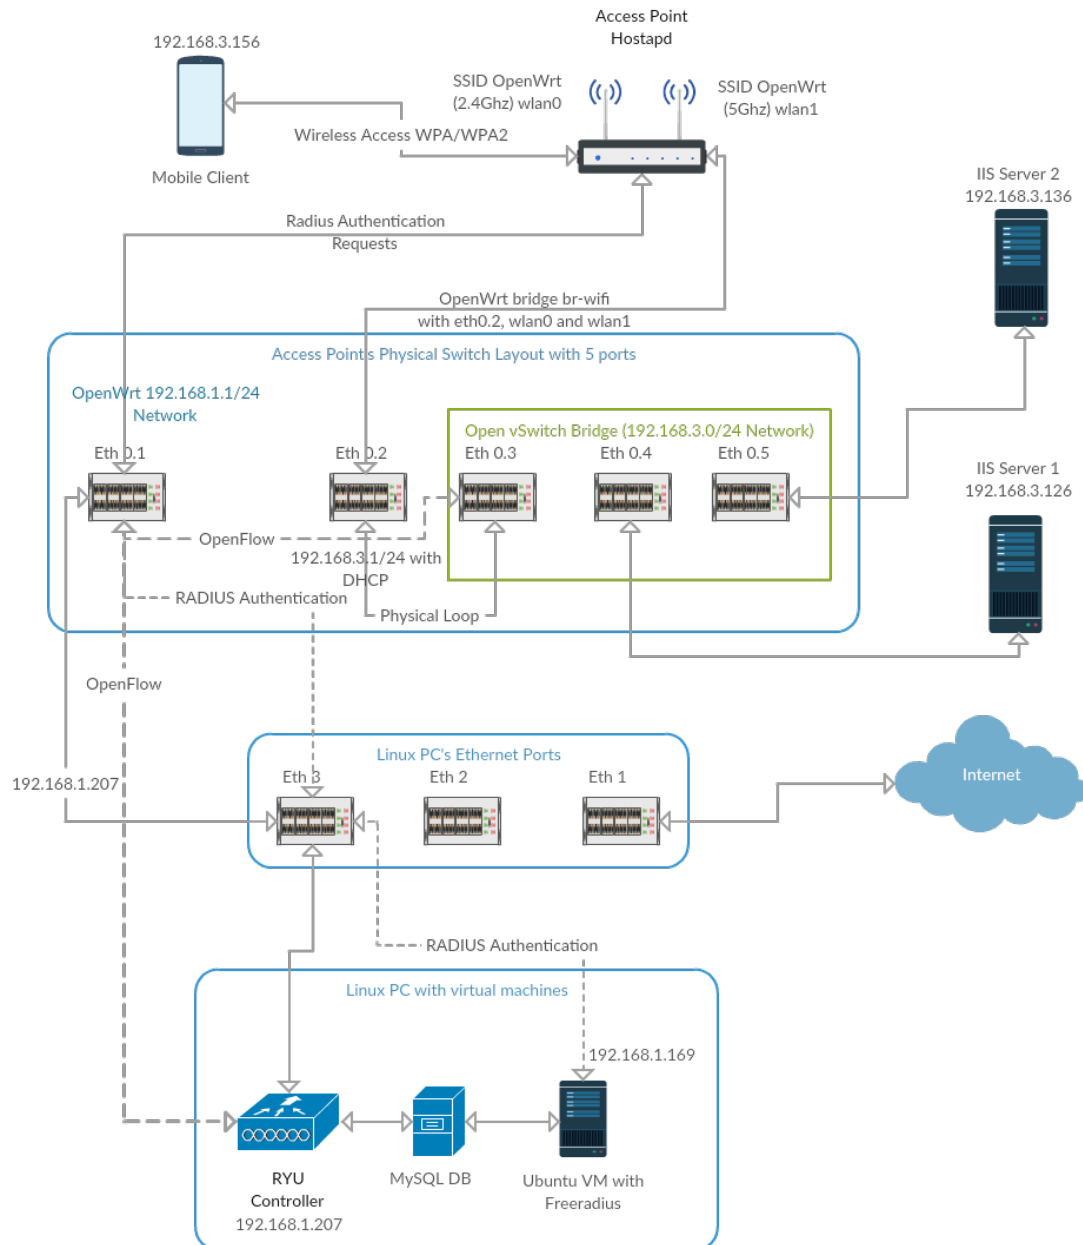 Access Point
Hostapd
192.168.3.156
SSID OpenWrt
(2.4Ghz) wlan0
SSID OpenWrt
(5Ghz) wlan1
Wireless Access WPA/WPA2
Mobile Client
IIS Server 2
192.168.3.136
Radius Authentication
Requests
OpenWrt bridge br-wifi
with eth0.2, wlan0 and wlan1
Access Point's Physical Switch Layout with 5 ports
OpenWrt 192.168.1.1/24
Network
Open vSwitch Bridge (192.168.3.0/24 Network)
Eth 0.1
Eth 0.2
Eth 0.3
Eth 0.4
Eth 0.5
IIS Server 1
192.168.3.126
OpenFlow
192.168.3.1/24 with
DHCP
RADIUS Authentication
Physical Loop
OpenFlow
Linux PC's Ethernet Ports
Eth 3
Eth 2
Eth 1
192.168.1.207
Internet
RADIUS Authentication
Linux PC with virtual machines
192.168.1.169
RYU
Controller
192.168.1.207
MySQL DB
Ubuntu VM with
Freeradius